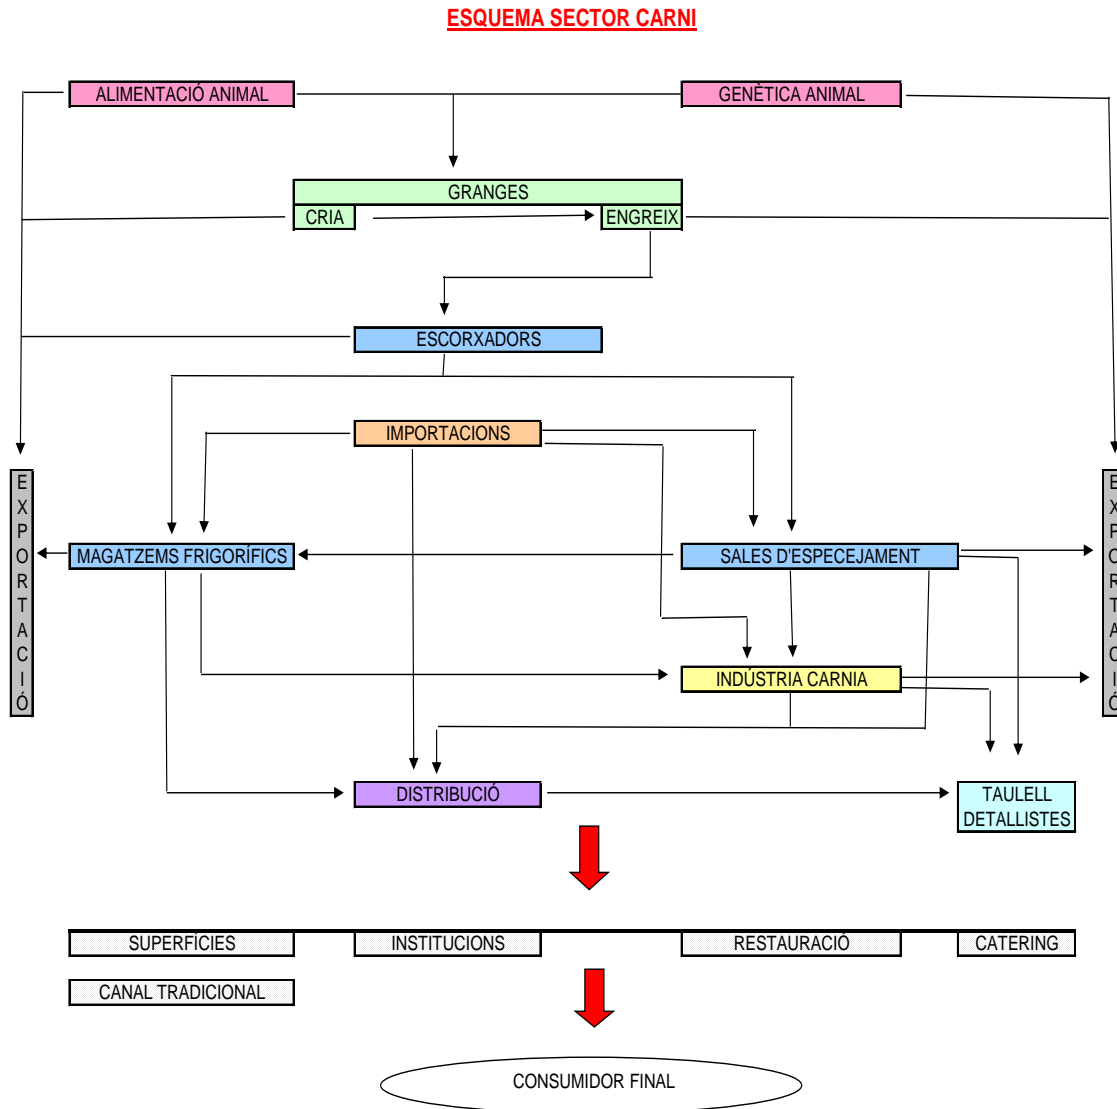 ESQUEMA SECTOR CARNI
ALIMENTACIÓ ANIMAL
GENÈTICA ANIMAL
GRANGES
CRIA
ENGREIX
ESCORXADORS
IMPORTACIONS
EXPORTACIÓ
EXPORTACIÓ
MAGATZEMS FRIGORÍFICS
SALES D'ESPECEJAMENT
INDÚSTRIA CARNIA
DISTRIBUCIÓ
TAULELL
DETALLISTES
SUPERFÍCIES
INSTITUCIONS
RESTAURACIÓ
CATERING
CANAL TRADICIONAL
CONSUMIDOR FINAL